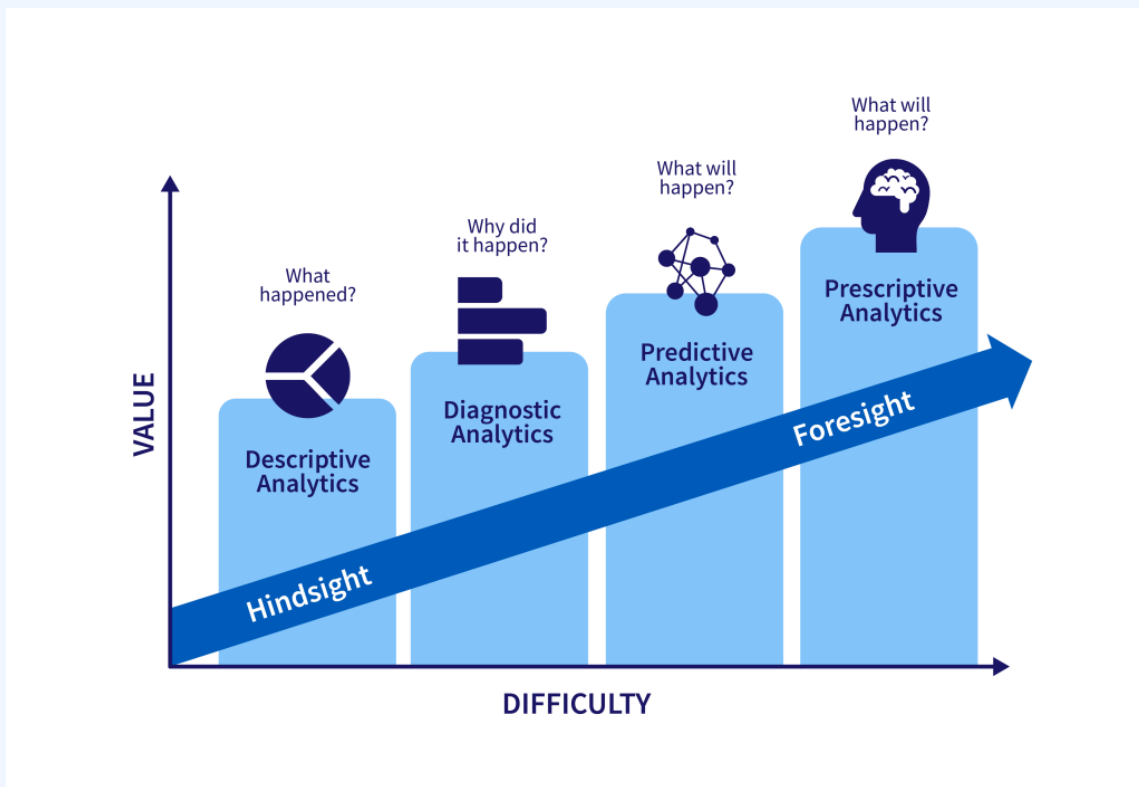 What will
happen?
What will
happen?
Why did
it happen?
What
happened?
Prescriptive
Analytics
Predictive
Analytics
Diagnostic
Analytics
Descriptive
Analytics
VALUE
Foresight
Hindsight
DIFFICULTY